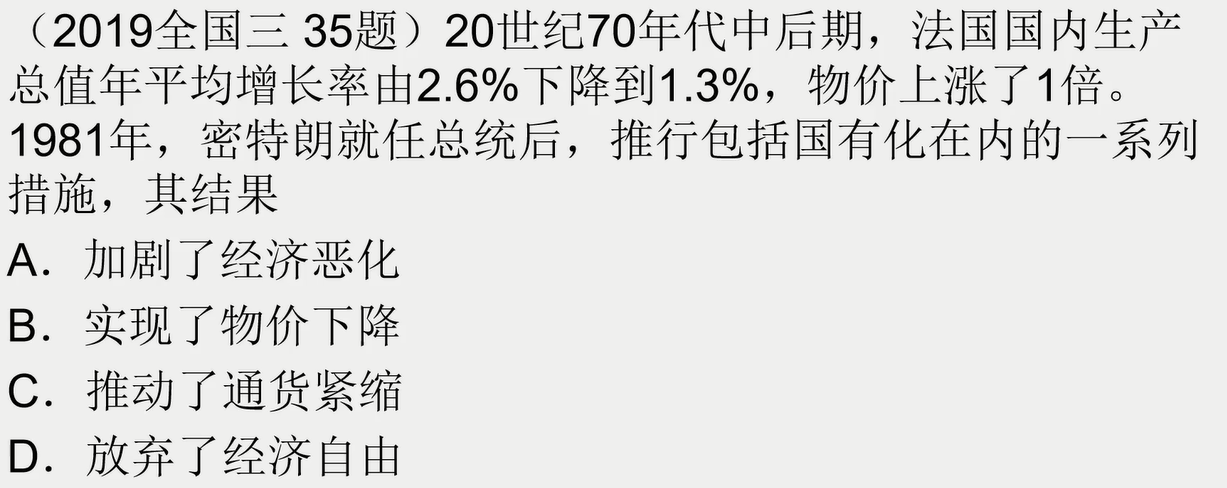 （2019全国三 35题）20世纪70年代中后期，法国国内生产
总值年平均增长率由2.6%下降到1.3%，物价上涨了1倍。
1981年，密特朗就任总统后，推行包括国有化在内的一系列
措施，其结果
A．加剧了经济恶化
B．实现了物价下降
C．推动了通货紧缩
D．放弃了经济自由